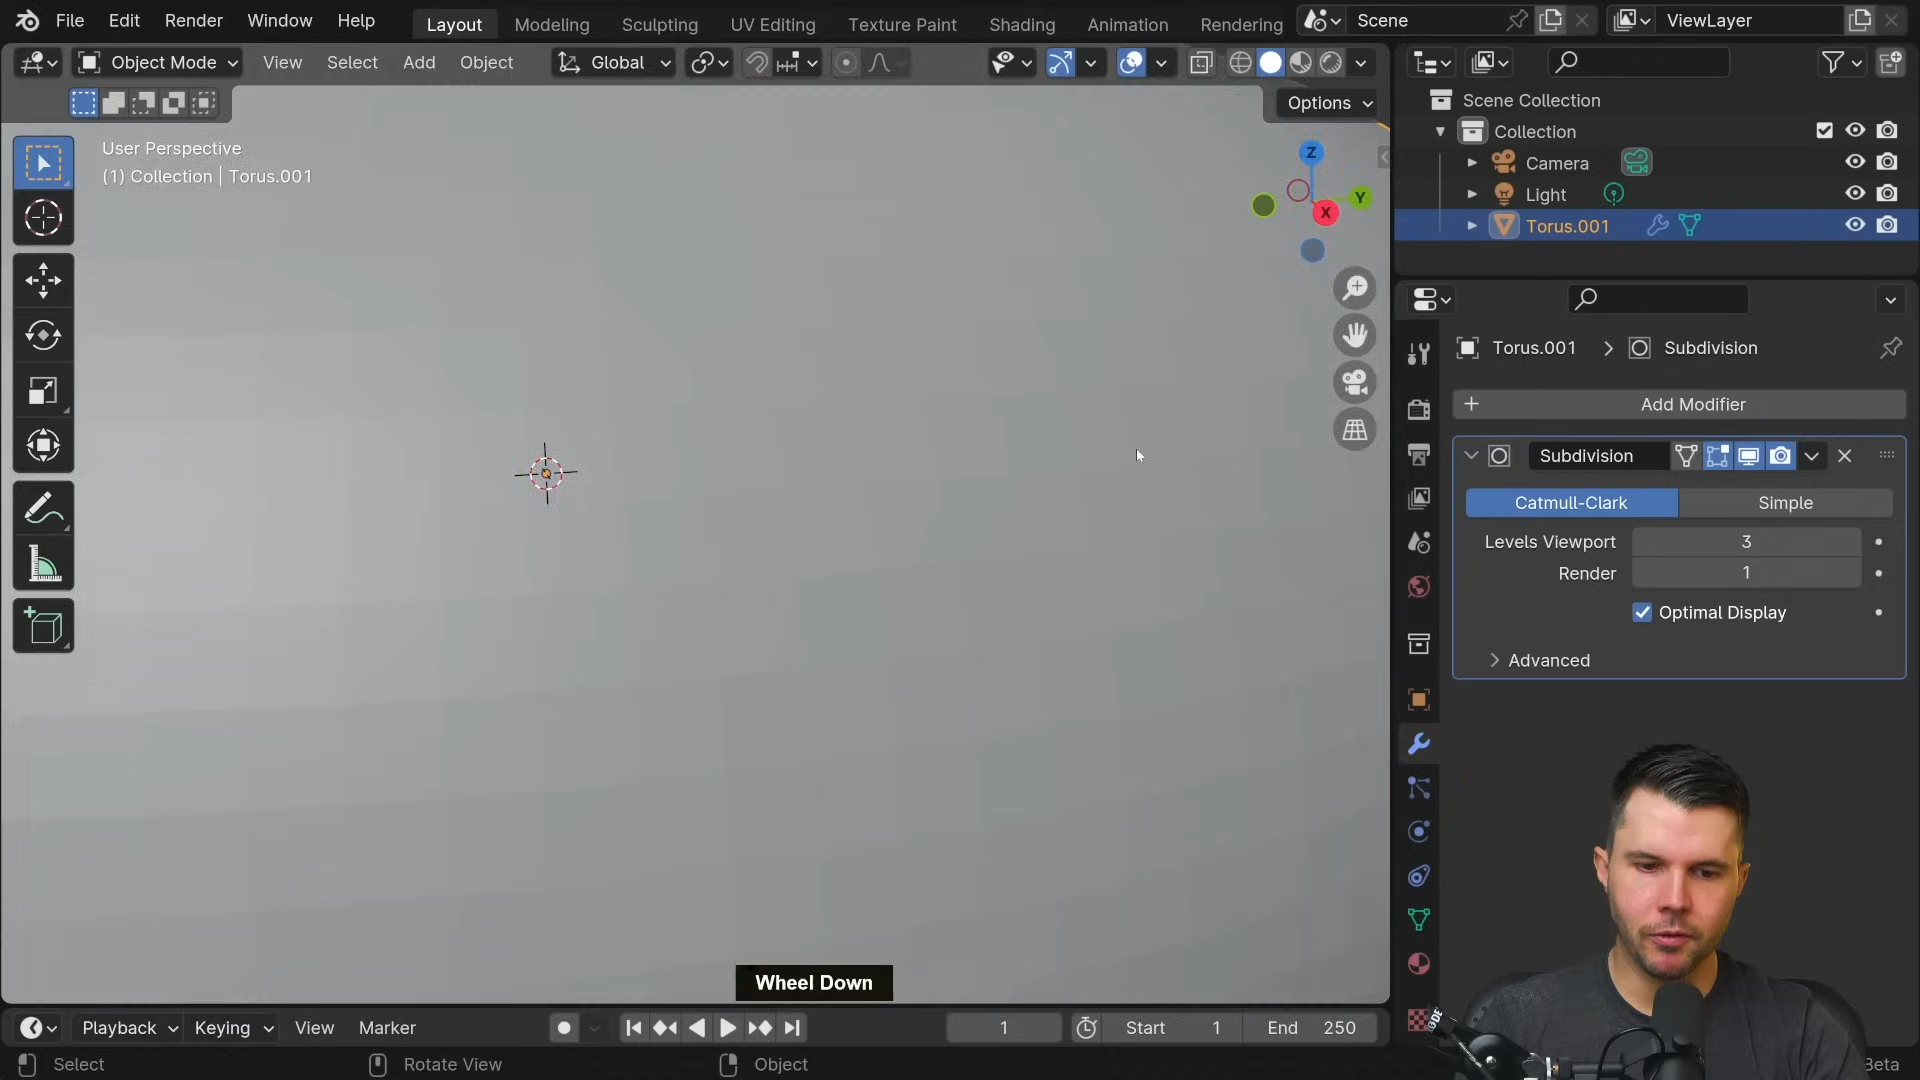 File Edit Render Window Help
Layout Modeling Sculpting UV Editing Texture Paint Shading Animation Rendering
Scene
ViewLayer
Object Mode View Select Add Object
Global
Options
User Perspective
(1) Collection | Torus.001
Z
Y
X
Scene Collection
Collection
Camera
Light
Torus.001
Torus.001 > Subdivision
+ Add Modifier
Subdivision
Catmull-Clark Simple
Levels Viewport 3
Render 1
Optimal Display
Advanced
Wheel Down
Playback Keying View Marker
1
Start 1 End 250
Select Rotate View Object
Beta